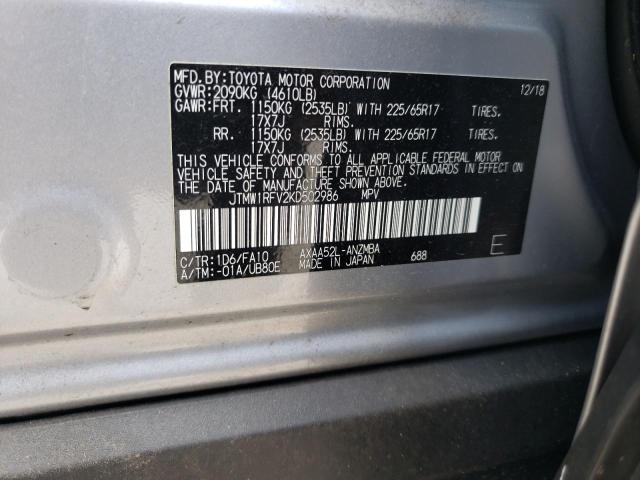 MFD.BY:TOYOTA MOTOR CORPORATION 12/18
GVWR:2090KG (4610LB)
GAWR:FRT. 1150KG (2535LB) WITH 225/65R17 TIRES.
17X7J RIMS.
RR. 1150KG (2535LB) WITH 225/65R17 TIRES.
17X7J RIMS.
THIS VEHICLE CONFORMS TO ALL APPLICABLE FEDERAL MOTOR
VEHICLE SAFETY AND THEFT PREVENTION STANDARDS IN EFFECT ON
THE DATE OF MANUFACTURE SHOWN ABOVE.
JTMW1RFV2KD502986 MPV
C/TR:1D6/FA10 AXAA52L-ANZMBA E
A/TM:-01A/UB80E MADE IN JAPAN 688